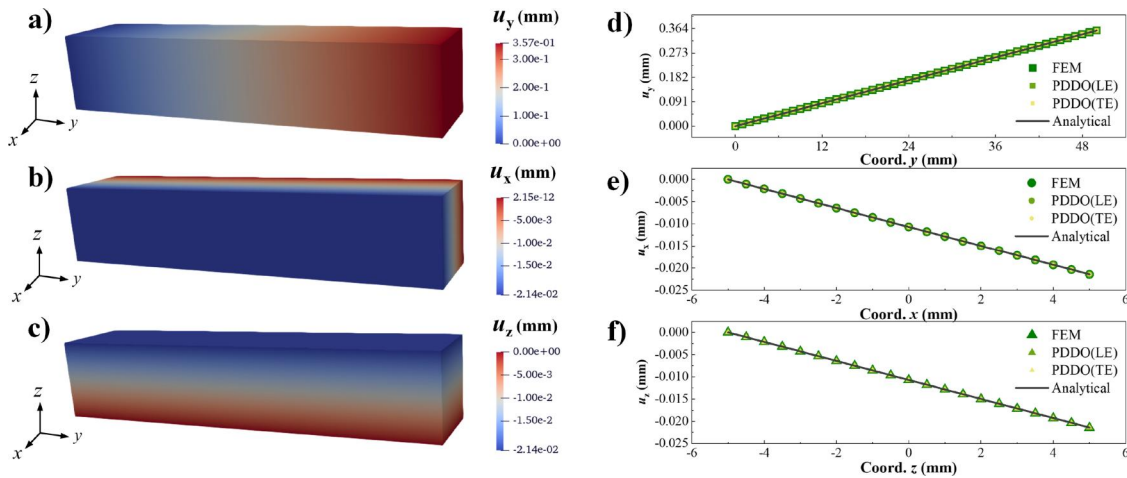 a)
u_y (mm)
3.57e-01
3.00e-1
2.00e-1
1.00e-1
0.00e+00
z
x
y
b)
u_x (mm)
2.15e-12
-5.00e-3
-1.00e-2
-1.50e-2
-2.14e-02
z
x
y
c)
u_z (mm)
0.00e+00
-5.00e-3
-1.00e-2
-1.50e-2
-2.14e-02
z
x
y
d)
u_y (mm)
0.364
0.273
0.182
0.091
0.000
FEM
PDDO(LE)
PDDO(TE)
Analytical
0 12 24 36 48
Coord. y (mm)
e)
u_x (mm)
0.000
-0.005
-0.010
-0.015
-0.020
-0.025
FEM
PDDO(LE)
PDDO(TE)
Analytical
-6 -4 -2 0 2 4 6
Coord. x (mm)
f)
u_z (mm)
0.000
-0.005
-0.010
-0.015
-0.020
-0.025
FEM
PDDO(LE)
PDDO(TE)
Analytical
-6 -4 -2 0 2 4 6
Coord. z (mm)